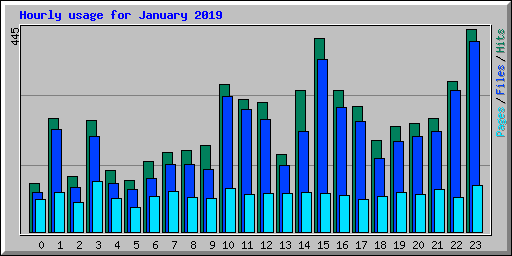 Hourly usage for January 2019
445
Pages / Files / Hits
0 1 2 3 4 5 6 7 8 9 10 11 12 13 14 15 16 17 18 19 20 21 22 23